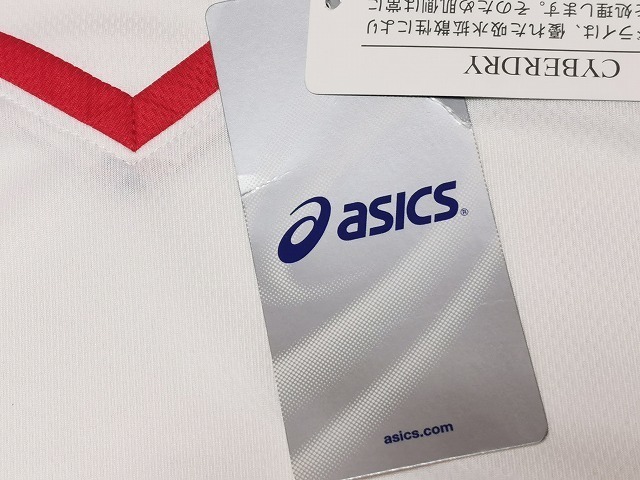 asics®
asics.com
CYBERDRY
ドライは、優れた吸水拡散性により
処理します。そのため肌側は常に